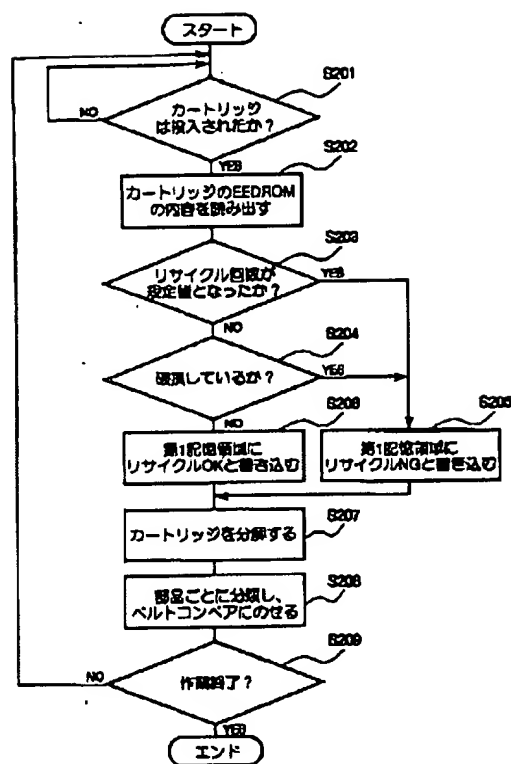 スタート
S201
カートリッジ
は投入されたか?
NO
YES
S202
カートリッジのEEDROM
の内容を読み出す
S203
リサイクル回数が
設定値となったか?
YES
NO
S204
破損しているか?
YES
NO
S206
S205
第1記憶領域に
リサイクルOKと書き込む
第1記憶領域に
リサイクルNGと書き込む
S207
カートリッジを分解する
S208
部品ごとに分類し、
ベルトコンベアにのせる
S209
作業終了?
NO
YES
エンド